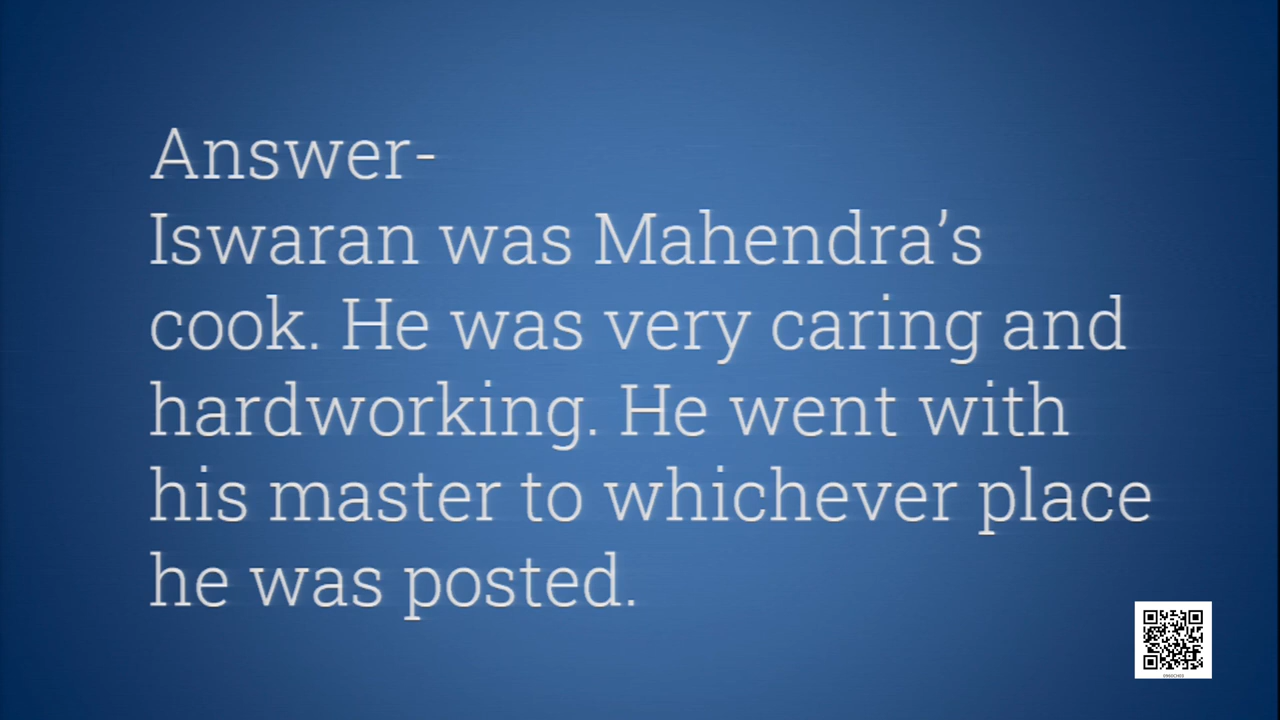 Answer-
Iswaran was Mahendra’s
cook. He was very caring and
hardworking. He went with
his master to whichever place
he was posted.